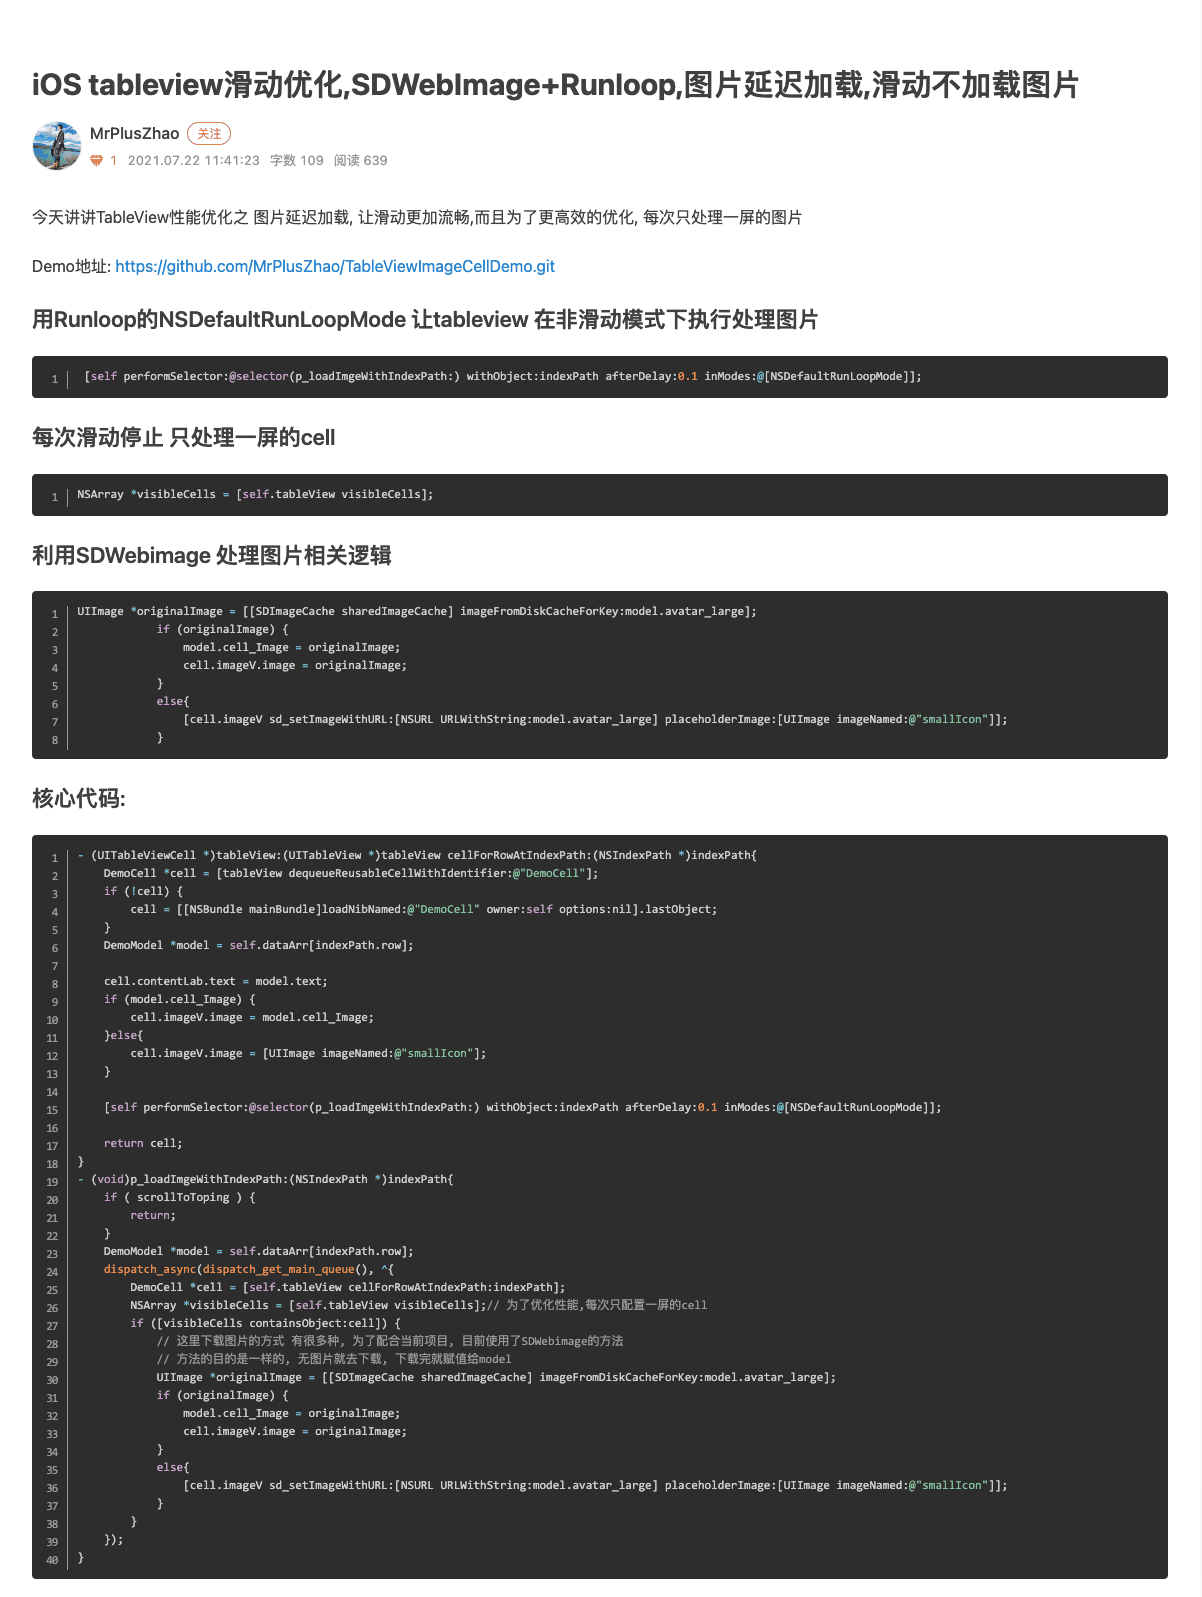 iOS tableview滑动优化,SDWebImage+Runloop,图片延迟加载,滑动不加载图片
MrPlusZhao 关注
1 2021.07.22 11:41:23 字数 109 阅读 639
今天讲讲TableView性能优化之 图片延迟加载, 让滑动更加流畅,而且为了更高效的优化, 每次只处理一屏的图片
Demo地址: https://github.com/MrPlusZhao/TableViewImageCellDemo.git
用Runloop的NSDefaultRunLoopMode 让tableview 在非滑动模式下执行处理图片
1 [self performSelector:@selector(p_loadImgeWithIndexPath:) withObject:indexPath afterDelay:0.1 inModes:@[NSDefaultRunLoopMode]];
每次滑动停止 只处理一屏的cell
1 NSArray *visibleCells = [self.tableView visibleCells];
利用SDWebimage 处理图片相关逻辑
1 UIImage *originalImage = [[SDImageCache sharedImageCache] imageFromDiskCacheForKey:model.avatar_large];
2             if (originalImage) {
3                 model.cell_Image = originalImage;
4                 cell.imageV.image = originalImage;
5             }
6             else{
7                 [cell.imageV sd_setImageWithURL:[NSURL URLWithString:model.avatar_large] placeholderImage:[UIImage imageNamed:@"smallIcon"]];
8             }
核心代码:
1 - (UITableViewCell *)tableView:(UITableView *)tableView cellForRowAtIndexPath:(NSIndexPath *)indexPath{
2     DemoCell *cell = [tableView dequeueReusableCellWithIdentifier:@"DemoCell"];
3     if (!cell) {
4         cell = [[NSBundle mainBundle]loadNibNamed:@"DemoCell" owner:self options:nil].lastObject;
5     }
6     DemoModel *model = self.dataArr[indexPath.row];
7
8     cell.contentLab.text = model.text;
9     if (model.cell_Image) {
10         cell.imageV.image = model.cell_Image;
11     }else{
12         cell.imageV.image = [UIImage imageNamed:@"smallIcon"];
13     }
14
15     [self performSelector:@selector(p_loadImgeWithIndexPath:) withObject:indexPath afterDelay:0.1 inModes:@[NSDefaultRunLoopMode]];
16
17     return cell;
18 }
19 - (void)p_loadImgeWithIndexPath:(NSIndexPath *)indexPath{
20     if ( scrollToToping ) {
21         return;
22     }
23     DemoModel *model = self.dataArr[indexPath.row];
24     dispatch_async(dispatch_get_main_queue(), ^{
25         DemoCell *cell = [self.tableView cellForRowAtIndexPath:indexPath];
26         NSArray *visibleCells = [self.tableView visibleCells];// 为了优化性能,每次只配置一屏的cell
27         if ([visibleCells containsObject:cell]) {
28             // 这里下载图片的方式 有很多种, 为了配合当前项目, 目前使用了SDWebimage的方法
29             // 方法的目的是一样的, 无图片就去下载, 下载完就赋值给model
30             UIImage *originalImage = [[SDImageCache sharedImageCache] imageFromDiskCacheForKey:model.avatar_large];
31             if (originalImage) {
32                 model.cell_Image = originalImage;
33                 cell.imageV.image = originalImage;
34             }
35             else{
36                 [cell.imageV sd_setImageWithURL:[NSURL URLWithString:model.avatar_large] placeholderImage:[UIImage imageNamed:@"smallIcon"]];
37             }
38         }
39     });
40 }